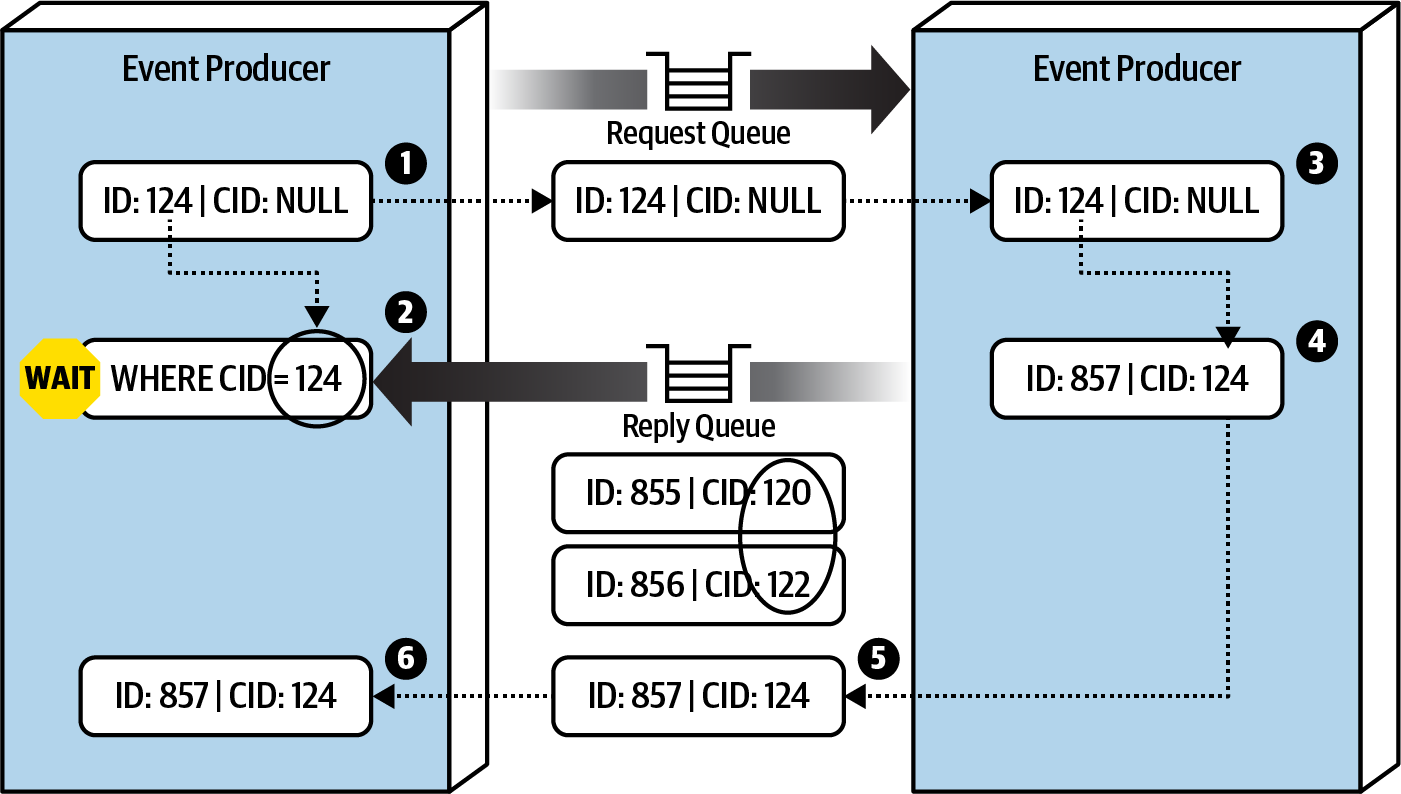 Event Producer
Event Producer
Request Queue
1
3
ID: 124 | CID: NULL
ID: 124 | CID: NULL
ID: 124 | CID: NULL
2
4
WAIT
WHERE CID = 124
ID: 857 | CID: 124
Reply Queue
ID: 855 | CID: 120
ID: 856 | CID: 122
6
5
ID: 857 | CID: 124
ID: 857 | CID: 124